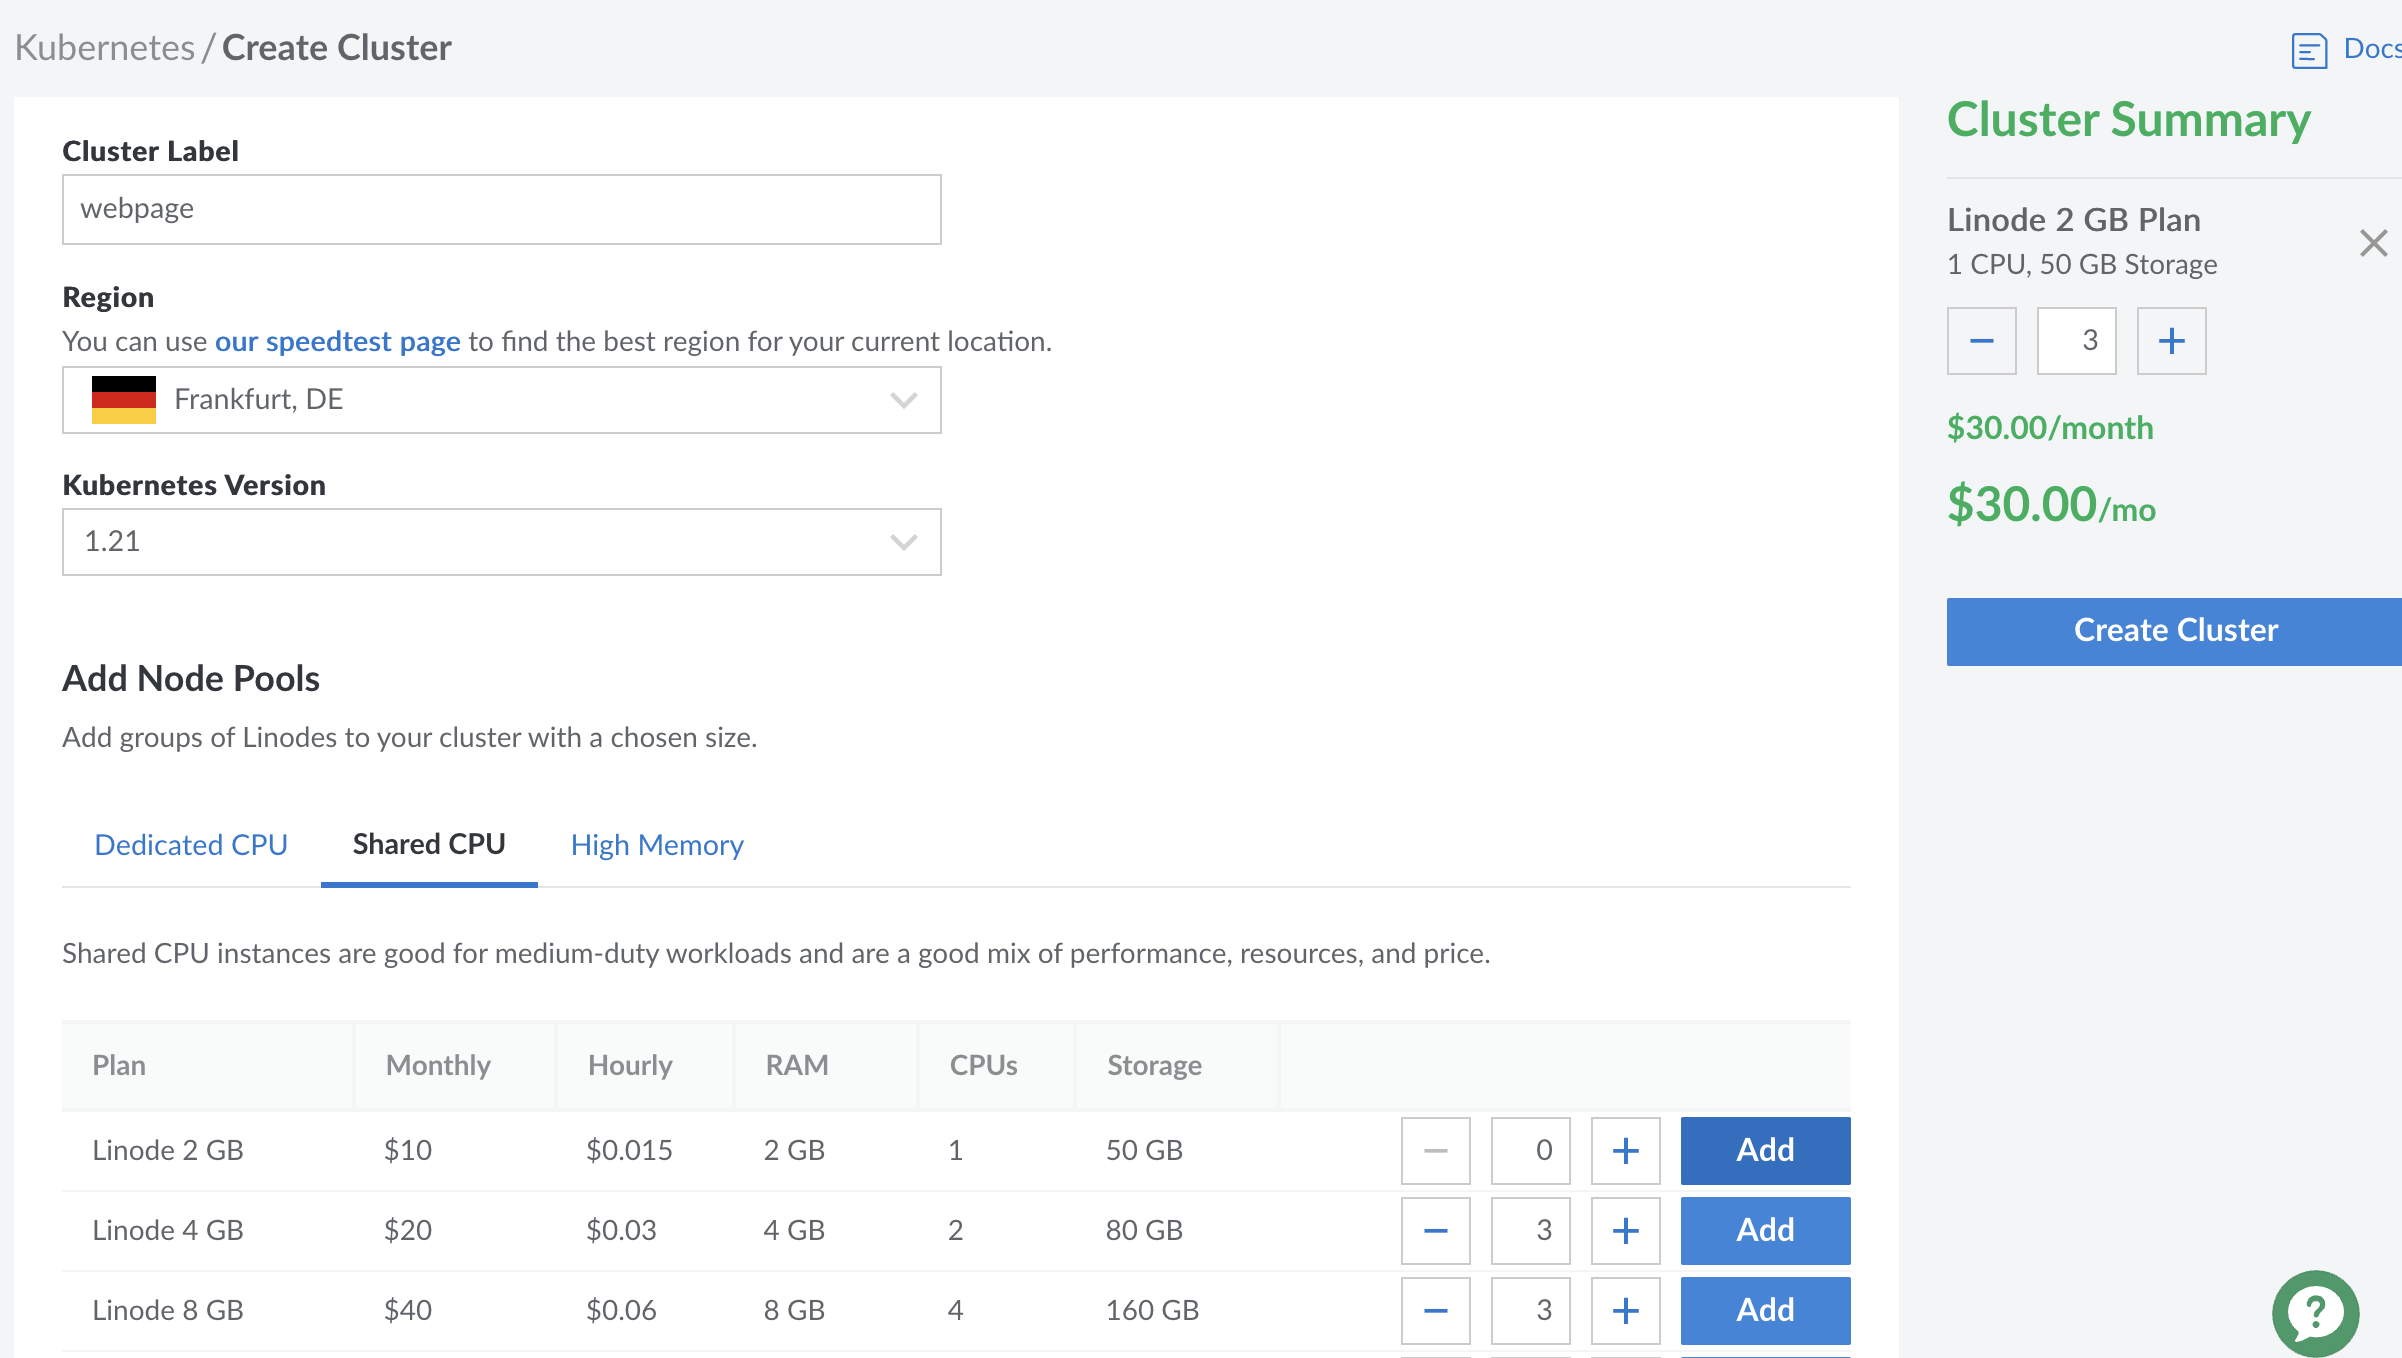 Kubernetes / Create Cluster
Docs
Cluster Label
webpage
Region
You can use our speedtest page to find the best region for your current location.
Frankfurt, DE
Kubernetes Version
1.21
Add Node Pools
Add groups of Linodes to your cluster with a chosen size.
Dedicated CPU Shared CPU High Memory
Shared CPU instances are good for medium-duty workloads and are a good mix of performance, resources, and price.
Plan Monthly Hourly RAM CPUs Storage
Linode 2 GB $10 $0.015 2 GB 1 50 GB − 0 + Add
Linode 4 GB $20 $0.03 4 GB 2 80 GB − 3 + Add
Linode 8 GB $40 $0.06 8 GB 4 160 GB − 3 + Add
Cluster Summary
Linode 2 GB Plan
1 CPU, 50 GB Storage
− 3 +
$30.00/month
$30.00/mo
Create Cluster
?